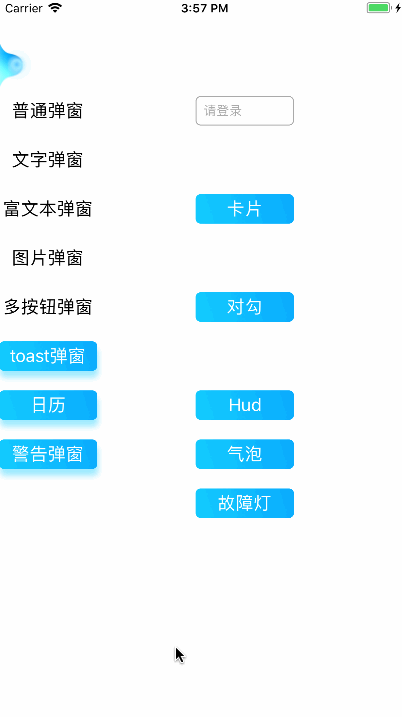 Carrier 3:57 PM
普通弹窗 请登录
文字弹窗
富文本弹窗 卡片
图片弹窗
多按钮弹窗 对勾
toast弹窗
日历 Hud
警告弹窗 气泡
故障灯